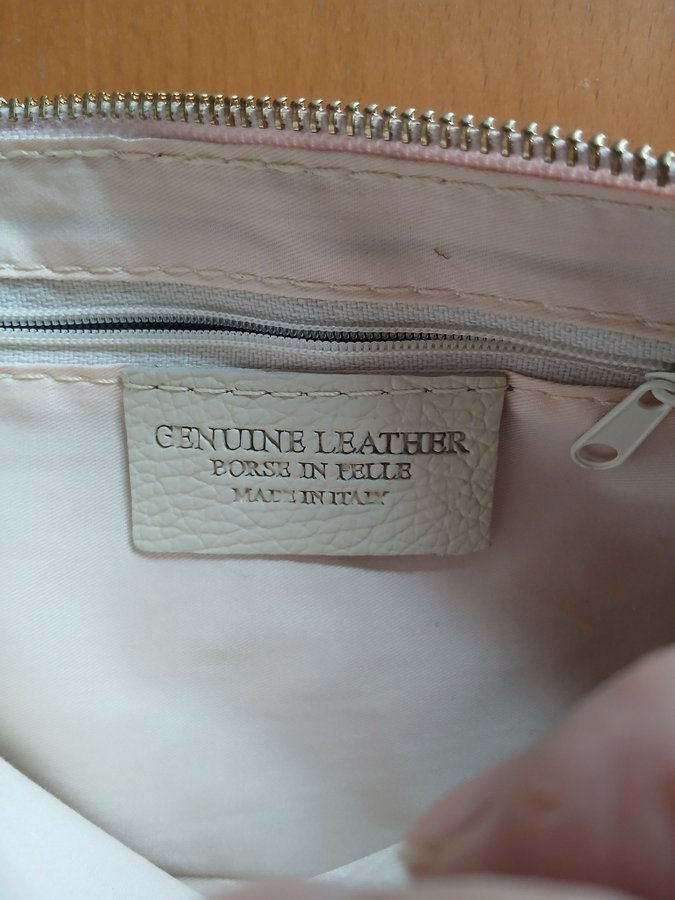 GENUINE LEATHER
BORSE IN PELLE
MADE IN ITALY